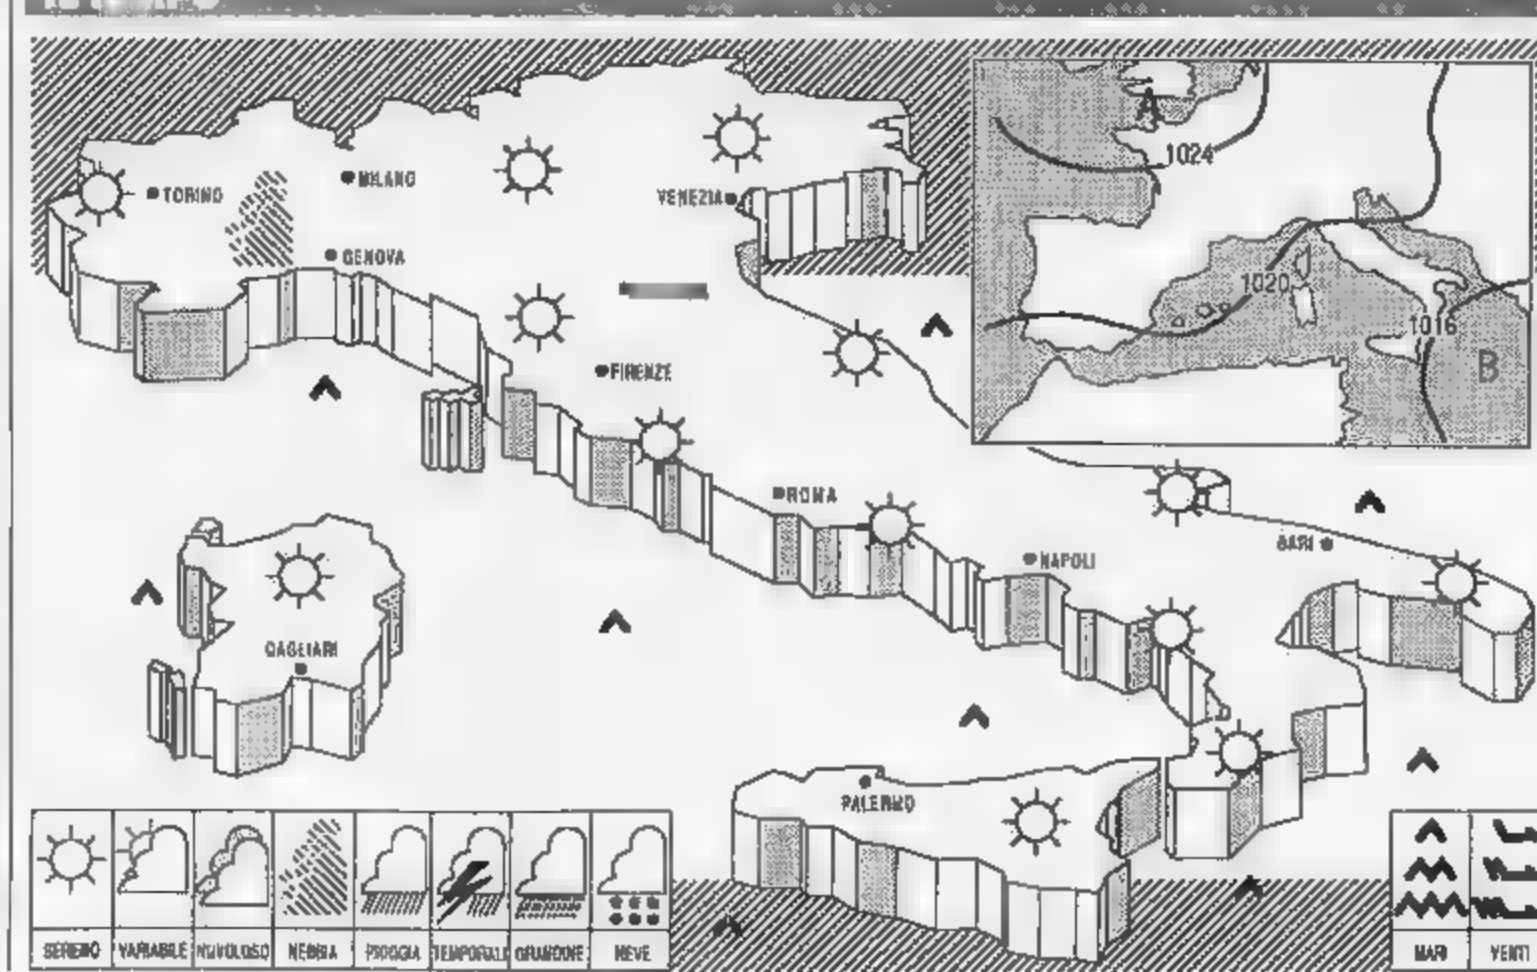 A
1024
MILANO
TORINO
VENEZIA
GENOVA
1020
1016
B
FIRENZE
ROMA
BARI
NAPOLI
CAGLIARI
PALERMO
SERENO VARIABILE NUVOLOSO NEBBIA PIOGGIA TEMPORALE GRANDINE NEVE
MARI VENTI